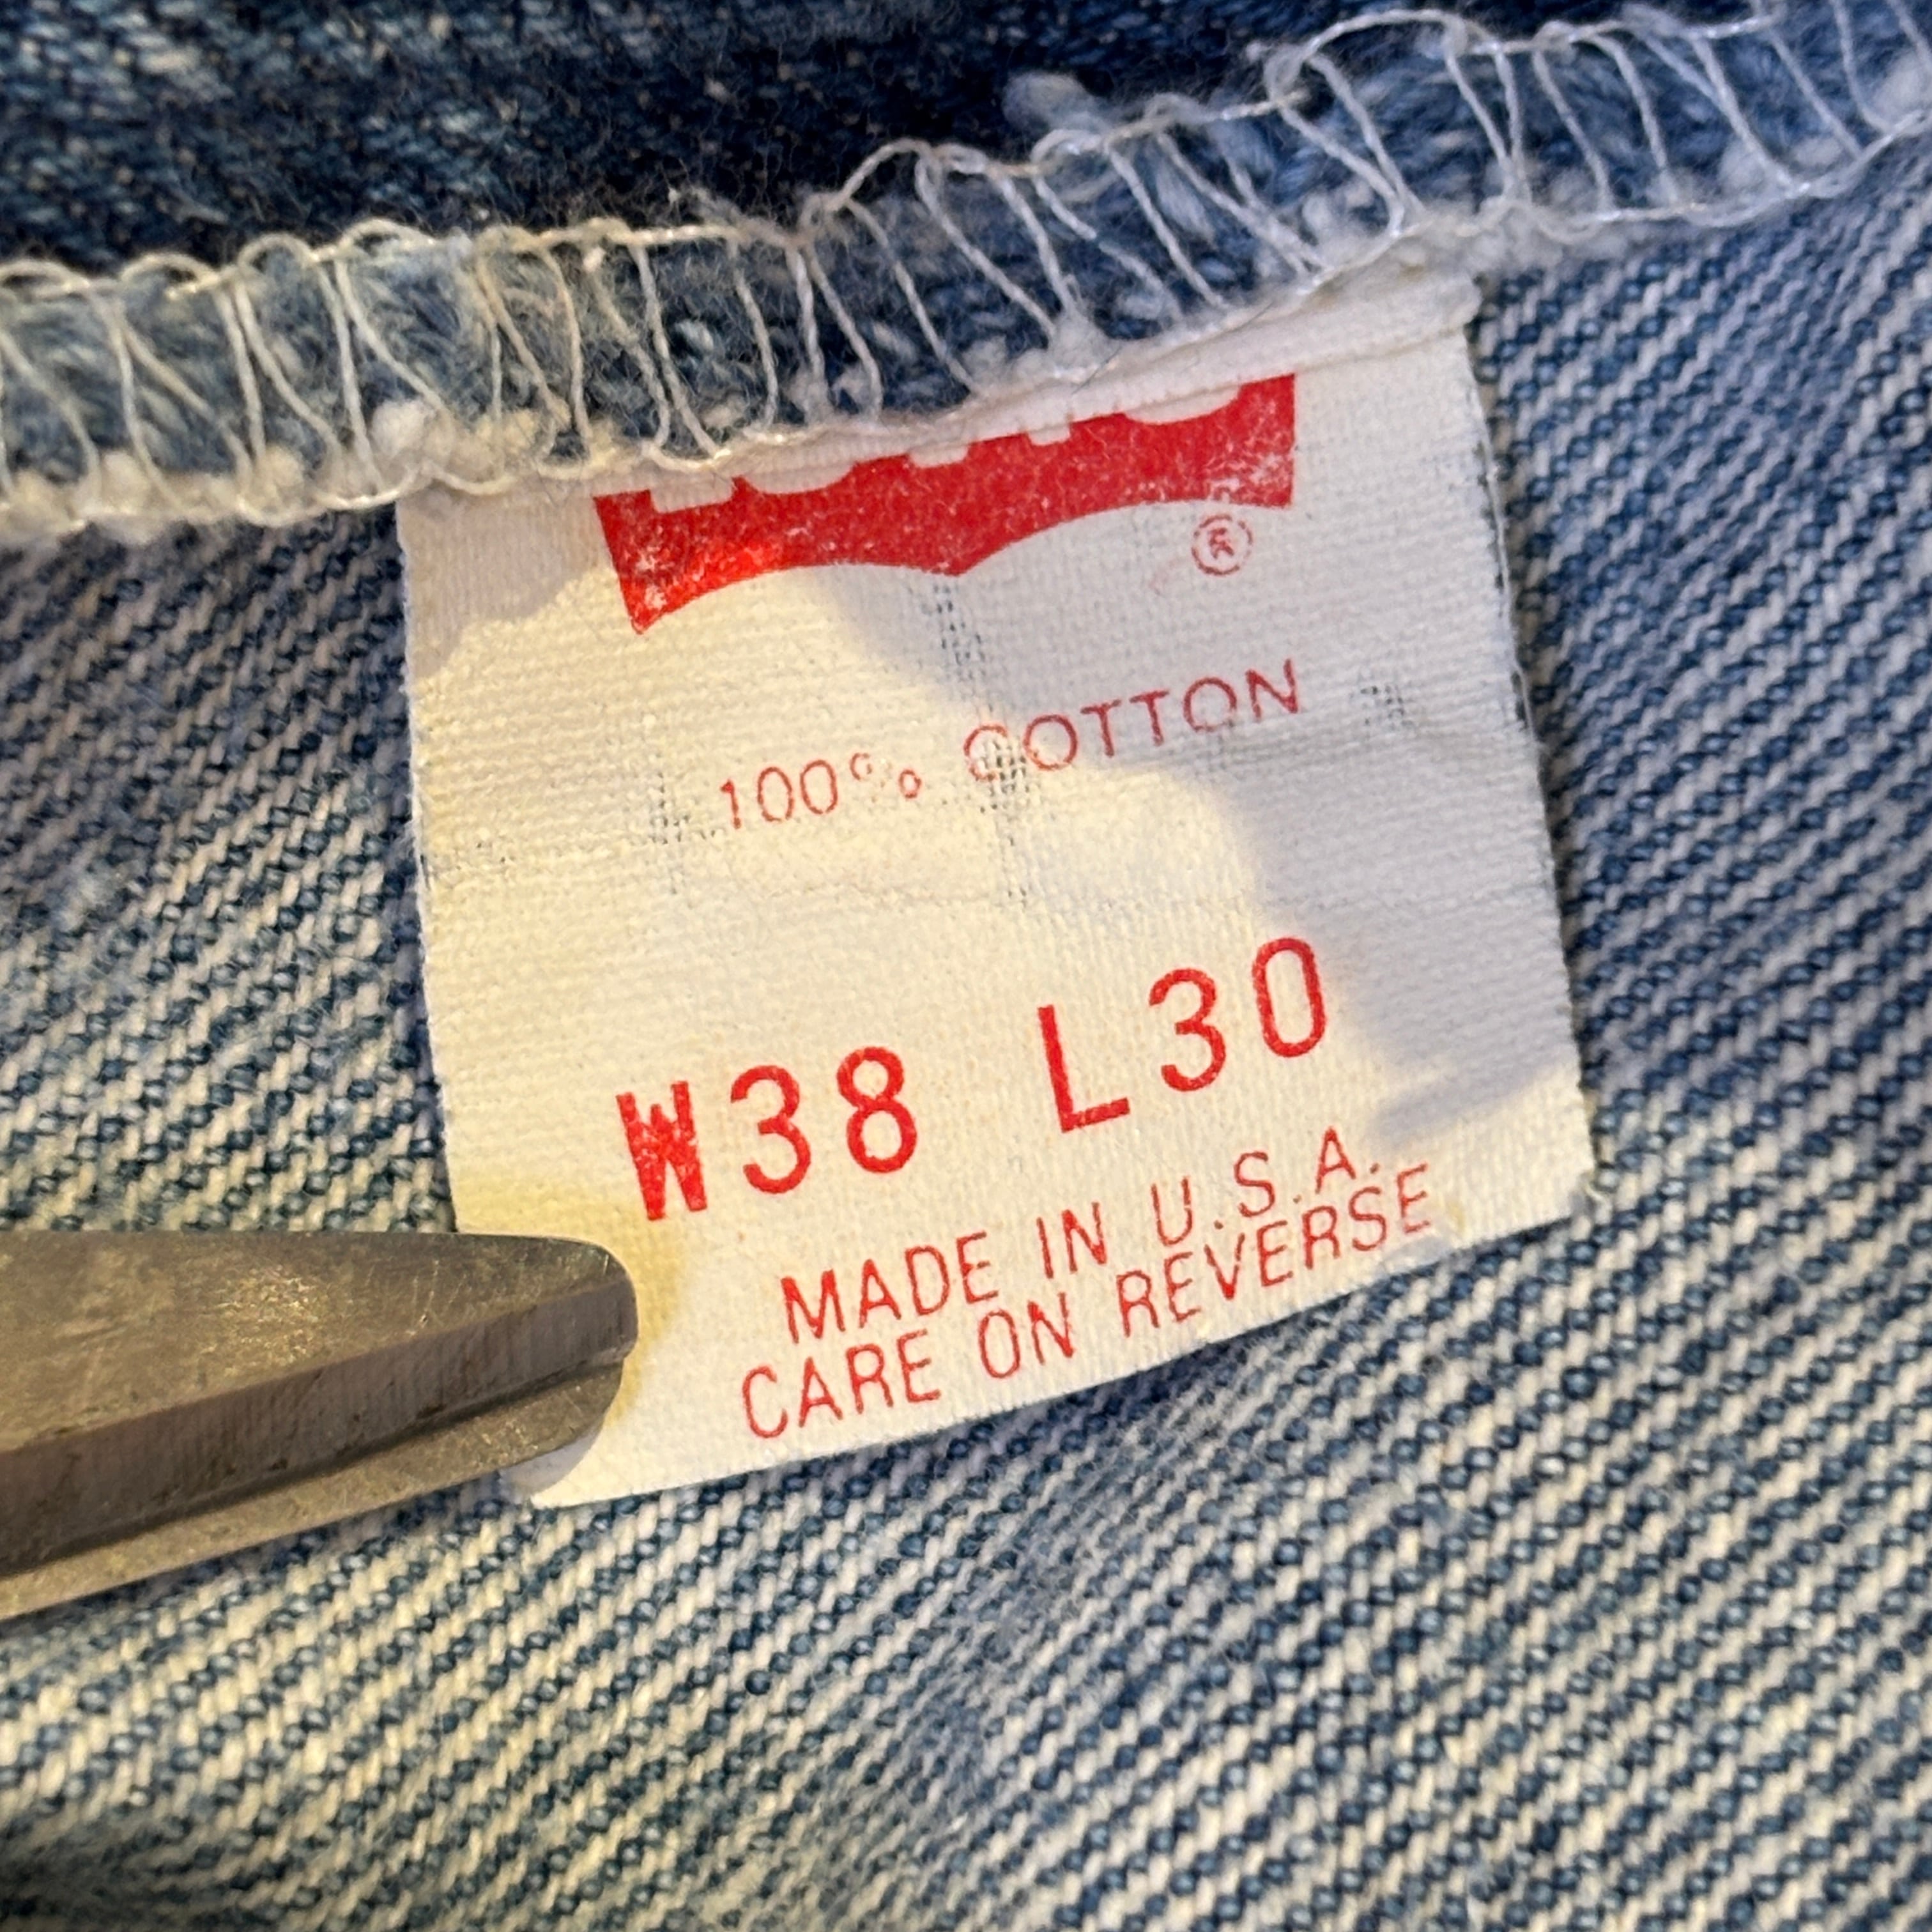 ®
100% COTTON
W38 L30
MADE IN U.S.A.
CARE ON REVERSE